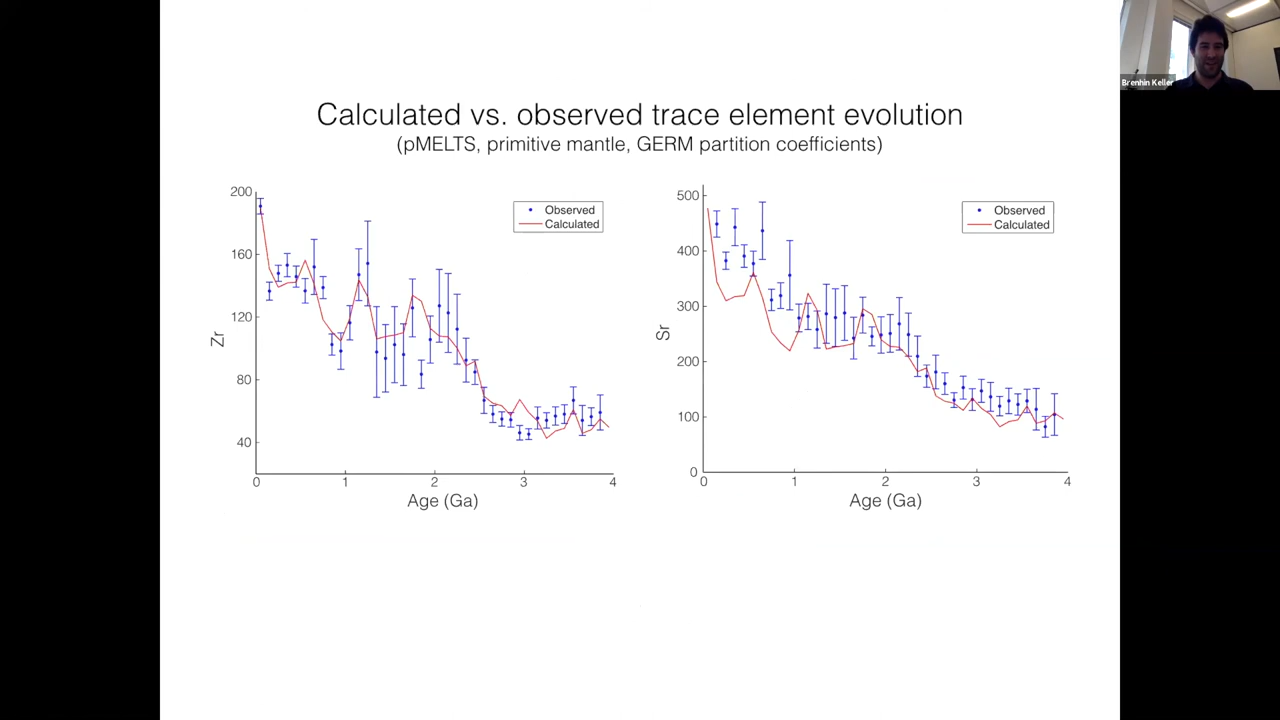 Brenhin Keller
Calculated vs. observed trace element evolution
(pMELTS, primitive mantle, GERM partition coefficients)
200
160
120
80
40
Zr
0 1 2 3 4
Age (Ga)
Observed
Calculated
500
400
300
200
100
0
Sr
0 1 2 3 4
Age (Ga)
Observed
Calculated